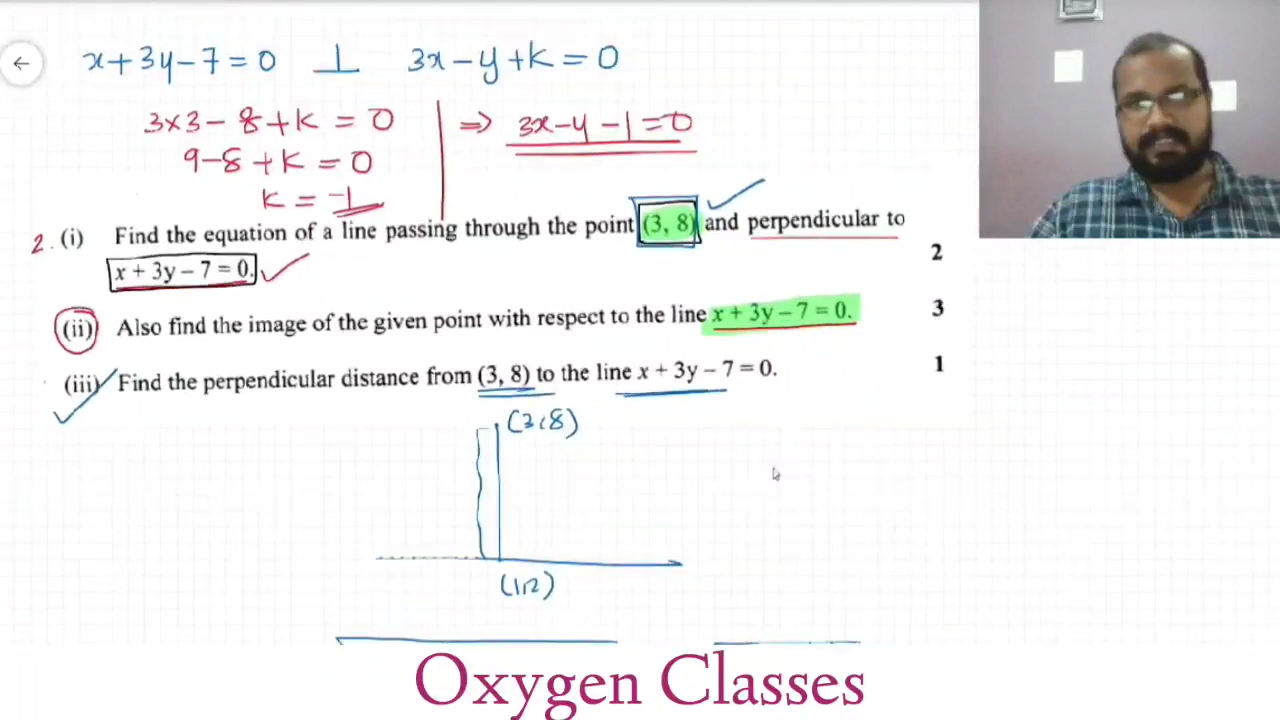 x+3y-7=0 ⊥ 3x-y+k=0
3×3-8+k=0 ⇒ 3x-y-1=0
9-8+k=0
k=-1
2. (i) Find the equation of a line passing through the point (3, 8) and perpendicular to
x + 3y – 7 = 0. 2
(ii) Also find the image of the given point with respect to the line x + 3y – 7 = 0. 3
(iii) Find the perpendicular distance from (3, 8) to the line x + 3y – 7 = 0. 1
(3,8)
(1,2)
Oxygen Classes